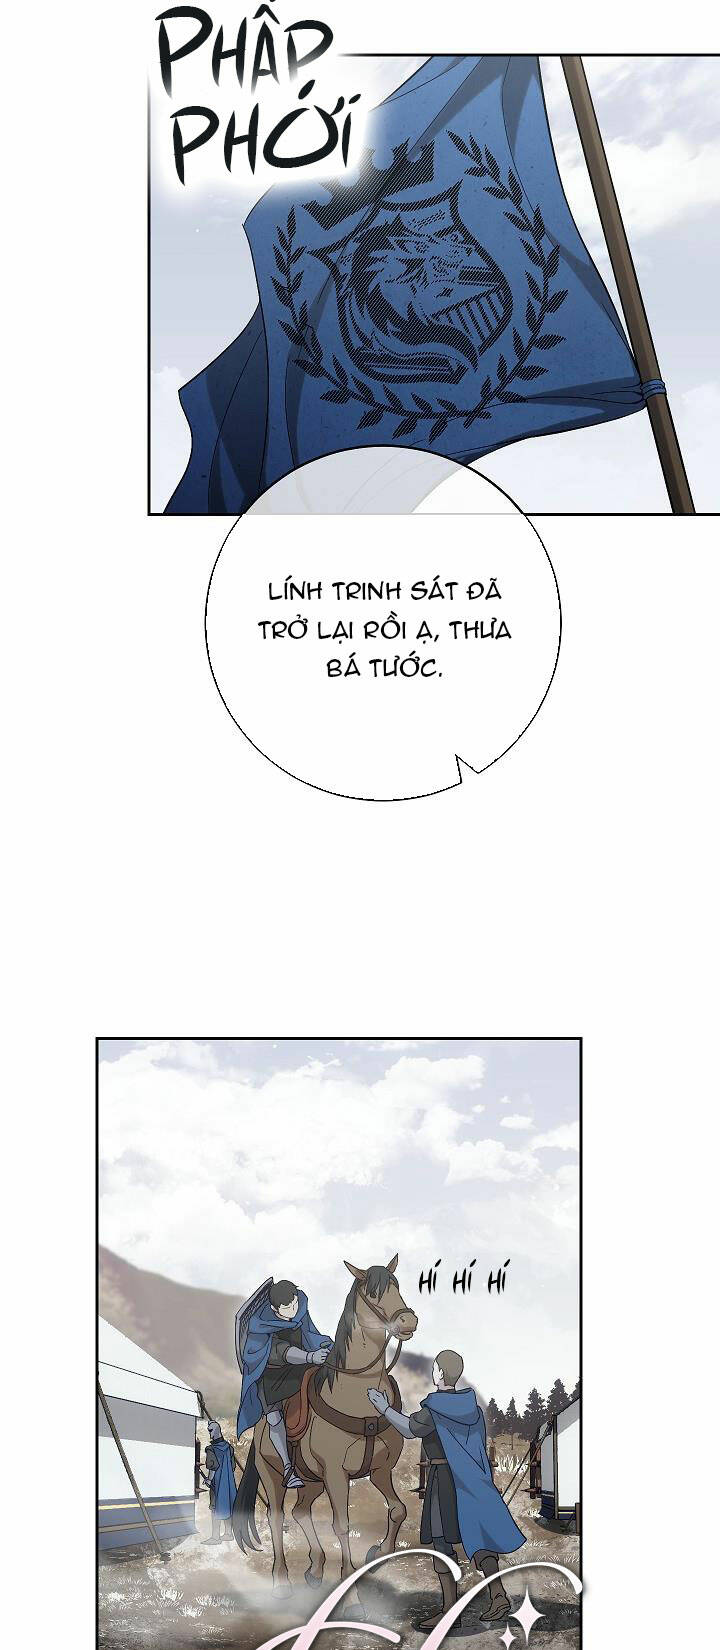 PHẤP
PHỚI
LÍNH TRINH SÁT ĐÃ
TRỞ LẠI RỒI Ạ, THƯA
BÁ TƯỚC.
HÍ HÍ HÍ